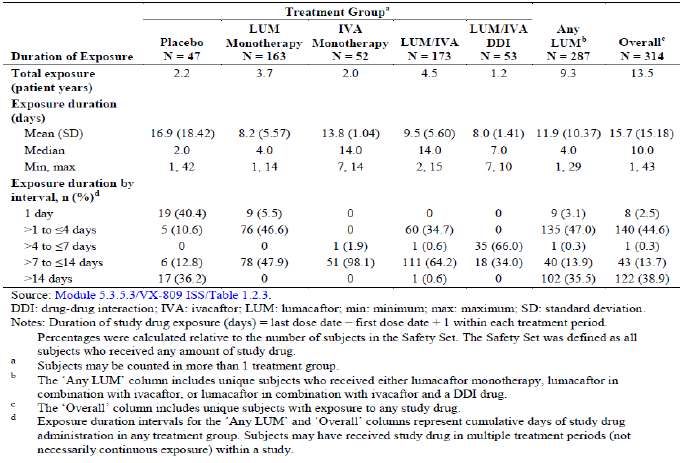 Treatment Groupa
Duration of Exposure Placebo N = 47 LUM Monotherapy N = 163 IVA Monotherapy N = 52 LUM/IVA N = 173 LUM/IVA DDI N = 53 Any LUMb N = 287 Overallc N = 314
Total exposure (patient years) 2.2 3.7 2.0 4.5 1.2 9.3 13.5
Exposure duration (days)
Mean (SD) 16.9 (18.42) 8.2 (5.57) 13.8 (1.04) 9.5 (5.60) 8.0 (1.41) 11.9 (10.37) 15.7 (15.18)
Median 2.0 4.0 14.0 14.0 7.0 4.0 10.0
Min, max 1, 42 1, 14 7, 14 2, 15 7, 10 1, 29 1, 43
Exposure duration by interval, n (%)d
1 day 19 (40.4) 9 (5.5) 0 0 0 9 (3.1) 8 (2.5)
>1 to ≤4 days 5 (10.6) 76 (46.6) 0 60 (34.7) 0 135 (47.0) 140 (44.6)
>4 to ≤7 days 0 0 1 (1.9) 1 (0.6) 35 (66.0) 1 (0.3) 1 (0.3)
>7 to ≤14 days 6 (12.8) 78 (47.9) 51 (98.1) 111 (64.2) 18 (34.0) 40 (13.9) 43 (13.7)
>14 days 17 (36.2) 0 0 1 (0.6) 0 102 (35.5) 122 (38.9)
Source: Module 5.3.5.3/VX-809 ISS/Table 1.2.3.
DDI: drug-drug interaction; IVA: ivacaftor; LUM: lumacaftor; min: minimum; max: maximum; SD: standard deviation.
Notes: Duration of study drug exposure (days) = last dose date − first dose date + 1 within each treatment period.
Percentages were calculated relative to the number of subjects in the Safety Set. The Safety Set was defined as all
subjects who received any amount of study drug.
a Subjects may be counted in more than 1 treatment group.
b The ‘Any LUM’ column includes unique subjects who received either lumacaftor monotherapy, lumacaftor in
combination with ivacaftor, or lumacaftor in combination with ivacaftor and a DDI drug.
c The ‘Overall’ column includes unique subjects with exposure to any study drug.
d Exposure duration intervals for the ‘Any LUM’ and ‘Overall’ columns represent cumulative days of study drug
administration in any treatment group. Subjects may have received study drug in multiple treatment periods (not
necessarily continuous exposure) within a study.